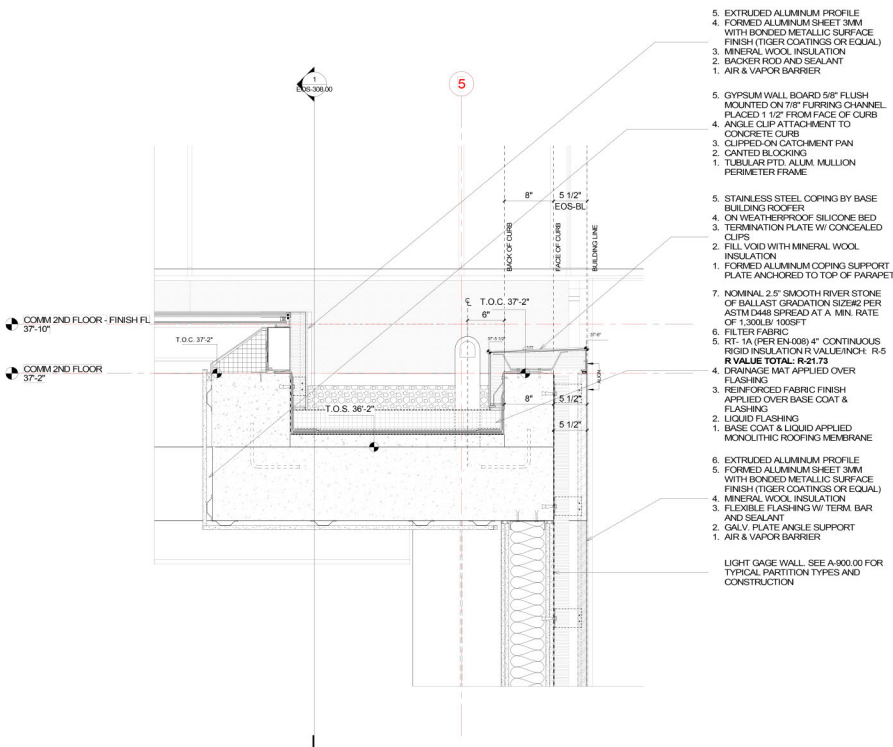 5. EXTRUDED ALUMINUM PROFILE
4. FORMED ALUMINUM SHEET 3MM
WITH BONDED METALLIC SURFACE
FINISH (TIGER COATINGS OR EQUAL)
3. MINERAL WOOL INSULATION
2. BACKER ROD AND SEALANT
1. AIR & VAPOR BARRIER
5. GYPSUM WALL BOARD 5/8" FLUSH
MOUNTED ON 7/8" FURRING CHANNEL.
PLACED 1 1/2" FROM FACE OF CURB
4. ANGLE CLIP ATTACHMENT TO
CONCRETE CURB
3. CLIPPED-ON CATCHMENT PAN
2. CANTED BLOCKING
1. TUBULAR PTD. ALUM. MULLION
PERIMETER FRAME
5. STAINLESS STEEL COPING BY BASE
BUILDING ROOFER
4. ON WEATHERPROOF SILICONE BED
3. TERMINATION PLATE W/ CONCEALED
CLIPS
2. FILL VOID WITH MINERAL WOOL
INSULATION
1. FORMED ALUMINUM COPING SUPPORT
PLATE ANCHORED TO TOP OF PARAPET
7. NOMINAL 2.5" SMOOTH RIVER STONE
OF BALLAST GRADATION SIZE#2 PER
ASTM D448 SPREAD AT A MIN. RATE
OF 1,300LB/ 100SFT
6. FILTER FABRIC
5. RT- 1A (PER EN-008) 4" CONTINUOUS
RIGID INSULATION R VALUE/INCH: R-5
R VALUE TOTAL: R-21.73
4. DRAINAGE MAT APPLIED OVER
FLASHING
3. REINFORCED FABRIC FINISH
APPLIED OVER BASE COAT &
FLASHING
2. LIQUID FLASHING
1. BASE COAT & LIQUID APPLIED
MONOLITHIC ROOFING MEMBRANE
6. EXTRUDED ALUMINUM PROFILE
5. FORMED ALUMINUM SHEET 3MM
WITH BONDED METALLIC SURFACE
FINISH (TIGER COATINGS OR EQUAL)
4. MINERAL WOOL INSULATION
3. FLEXIBLE FLASHING W/ TERM. BAR
AND SEALANT
2. GALV. PLATE ANGLE SUPPORT
1. AIR & VAPOR BARRIER
LIGHT GAGE WALL. SEE A-900.00 FOR
TYPICAL PARTITION TYPES AND
CONSTRUCTION
1
EOS-308.00
5
8" 5 1/2"
EOS-BL
BACK OF CURB
FACE OF CURB
BUILDING LINE
T.O.C. 37'-2"
6"
37'-5 1/2"
37'-6"
ALIGN
COMM 2ND FLOOR - FINISH FL
37'-10"
T.O.C. 37'-2"
COMM 2ND FLOOR
37'-2"
T.O.S. 36'-2"
8" 5 1/2"
5 1/2"